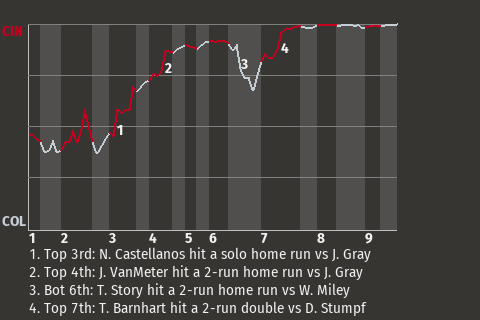 CIN
1
2
3
4
COL
1 2 3 4 5 6 7 8 9
1. Top 3rd: N. Castellanos hit a solo home run vs J. Gray
2. Top 4th: J. VanMeter hit a 2-run home run vs J. Gray
3. Bot 6th: T. Story hit a 2-run home run vs W. Miley
4. Top 7th: T. Barnhart hit a 2-run double vs D. Stumpf